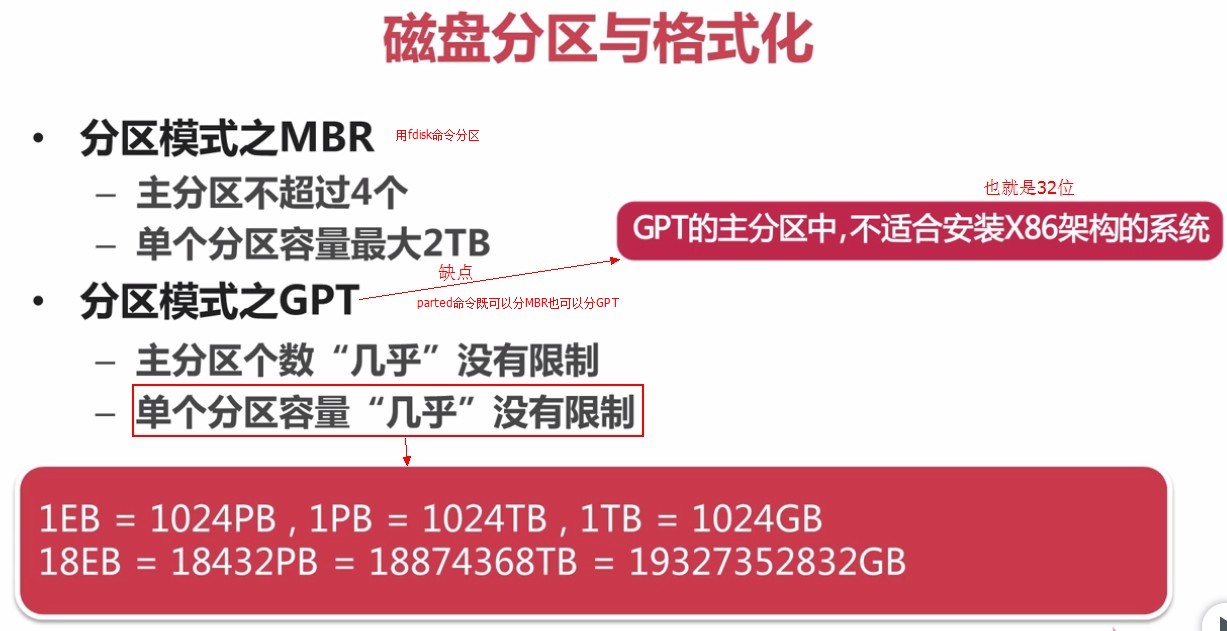 磁盘分区与格式化
• 分区模式之MBR 用fdisk命令分区
– 主分区不超过4个
也就是32位
GPT的主分区中,不适合安装X86架构的系统
– 单个分区容量最大2TB
缺点
• 分区模式之GPT parted命令既可以分MBR也可以分GPT
– 主分区个数“几乎”没有限制
– 单个分区容量“几乎”没有限制
1EB = 1024PB , 1PB = 1024TB , 1TB = 1024GB
18EB = 18432PB = 18874368TB = 19327352832GB